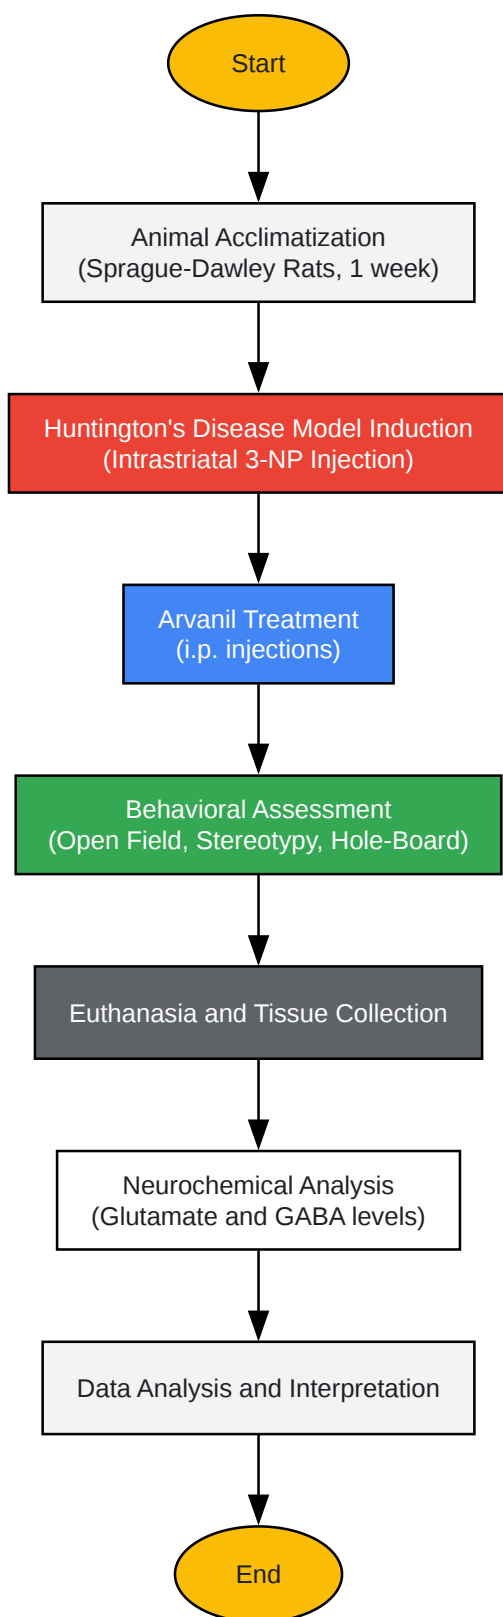 Start
Animal Acclimatization
(Sprague-Dawley Rats, 1 week)
Huntington's Disease Model Induction
(Intrastriatal 3-NP Injection)
Arvanil Treatment
(i.p. injections)
Behavioral Assessment
(Open Field, Stereotypy, Hole-Board)
Euthanasia and Tissue Collection
Neurochemical Analysis
(Glutamate and GABA levels)
Data Analysis and Interpretation
End